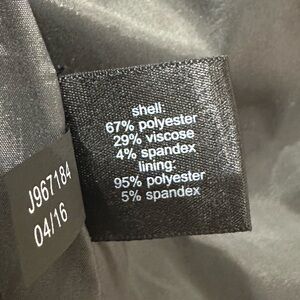 shell:
67% polyester
29% viscose
4% spandex
lining:
95% polyester
5% spandex
J967184
04/16